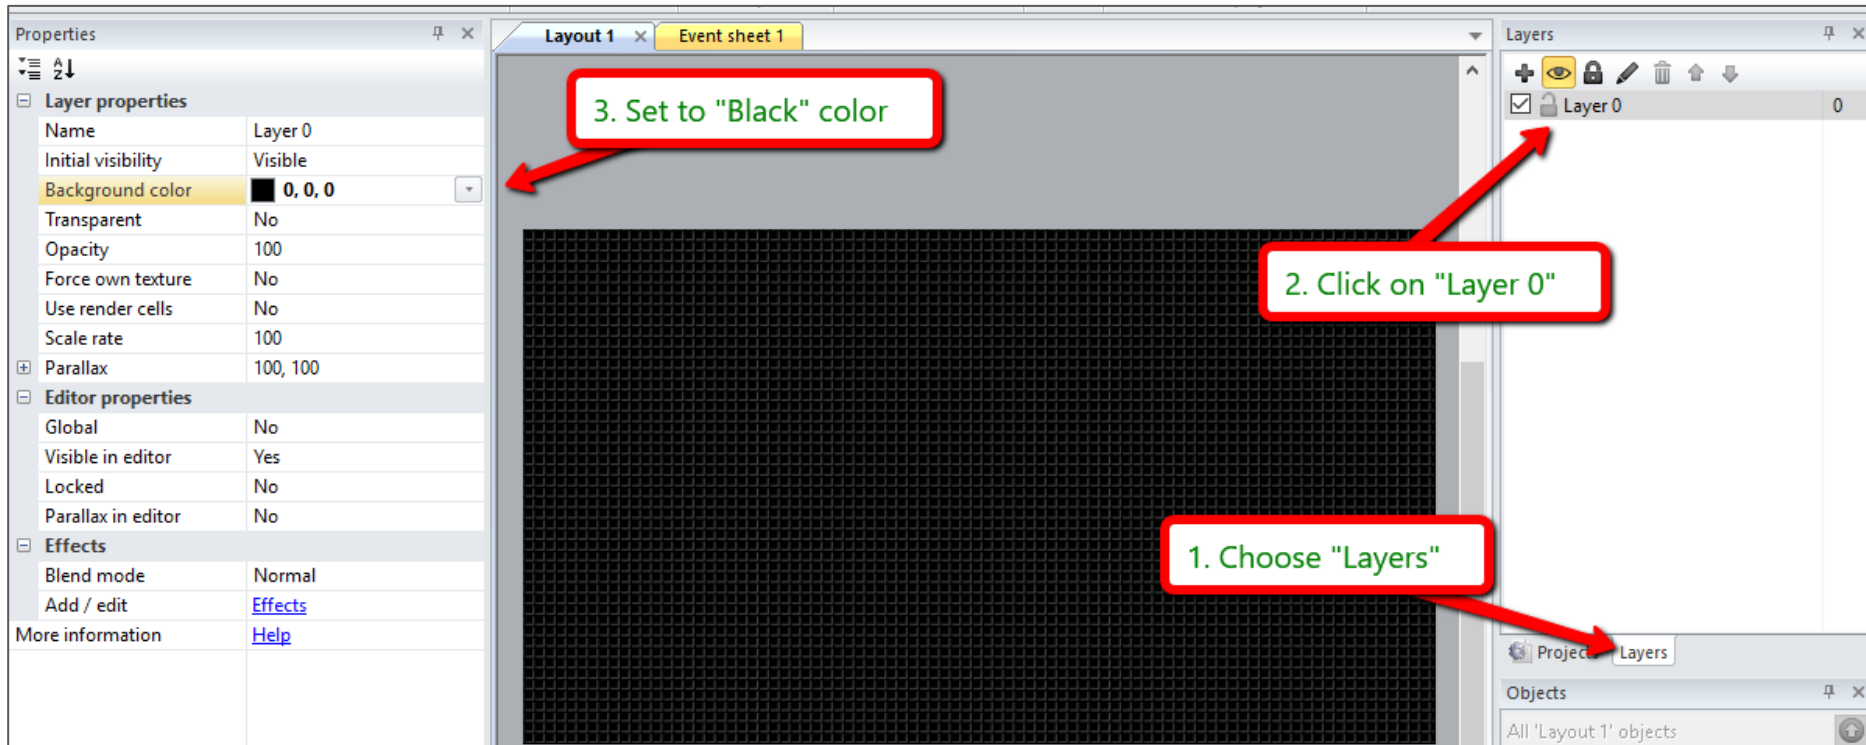 Properties
Layer properties
Name Layer 0
Initial visibility Visible
Background color 0, 0, 0
Transparent No
Opacity 100
Force own texture No
Use render cells No
Scale rate 100
Parallax 100, 100
Editor properties
Global No
Visible in editor Yes
Locked No
Parallax in editor No
Effects
Blend mode Normal
Add / edit Effects
More information Help
Layout 1
Event sheet 1
3. Set to "Black" color
2. Click on "Layer 0"
1. Choose "Layers"
Layers
Layer 0 0
Projects Layers
Objects
All 'Layout 1' objects